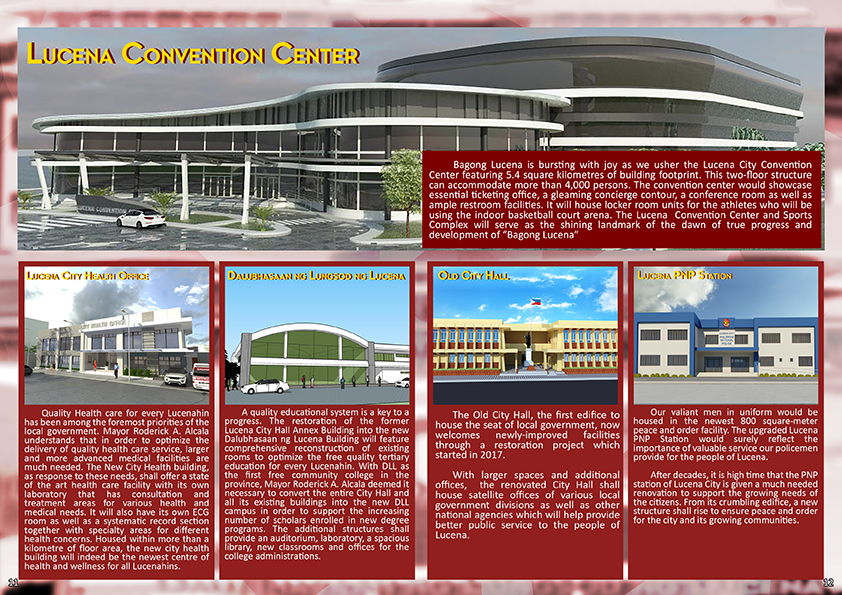 LUCENA CONVENTION CENTER
Bagong Lucena is bursting with joy as we usher the Lucena City Convention
Center featuring 5.4 square kilometres of building footprint. This two-floor structure
can accommodate more than 4,000 persons. The convention center would showcase
essential ticketing office, a gleaming concierge contour, a conference room as well as
ample restroom facilities. It will house locker room units for the athletes who will be
using the indoor basketball court arena. The Lucena Convention Center and Sports
Complex will serve as the shining landmark of the dawn of true progress and
development of "Bagong Lucena"
LUCENA CONVENTION
LUCENA CITY HEALTH OFFICE
CITY HEALTH OFFICE
Quality Health care for every Lucenahin
has been among the foremost priorities of the
local government. Mayor Roderick A. Alcala
understands that in order to optimize the
delivery of quality health care service, larger
and more advanced medical facilities are
much needed. The New City Health building,
as response to these needs, shall offer a state
of the art health care facility with its own
laboratory that has consultation and
treatment areas for various health and
medical needs. It will also have its own ECG
room as well as a systematic record section
together with specialty areas for different
health concerns. Housed within more than a
kilometre of floor area, the new city health
building will indeed be the newest centre of
health and wellness for all Lucenahins.
DALUBHASAAN NG LUNGSOD NG LUCENA
A quality educational system is a key to a
progress. The restoration of the former
Lucena City Hall Annex Building into the new
Dalubhasaan ng Lucena Building will feature
comprehensive reconstruction of existing
rooms to optimize the free quality tertiary
education for every Lucenahin. With DLL as
the first ever community college in the
province, Mayor Roderick A. Alcala deemed it
necessary to convert the entire City Hall and
all its existing buildings into the new DLL
campus in order to support the increasing
number of scholars enrolled in new degree
programs. The additional structures shall
provide an auditorium, laboratory, a spacious
library, new classrooms and offices for the
college administrations.
OLD CITY HALL
The Old City Hall, the first edifice to
house the seat of local government, now
welcomes newly-improved facilities
through a restoration project which
started in 2017.
With larger spaces and additional
offices, the renovated City Hall shall
house satellite offices of various local
government divisions as well as other
national agencies which will help provide
better public service to the people of
Lucena.
LUCENA PNP STATION
Our valiant men in uniform would be
housed in the newest 800 square-meter
peace and order facility. The upgraded Lucena
PNP Station would surely reflect the
importance of valuable service our policemen
provide for the people of Lucena.
After decades, it is high time that the PNP
station of Lucena City is given a much needed
renovation to support the growing needs of
the citizens. From its crumbling edifice, a new
structure shall rise to ensure peace and order
for the city and its growing communities.
11
12